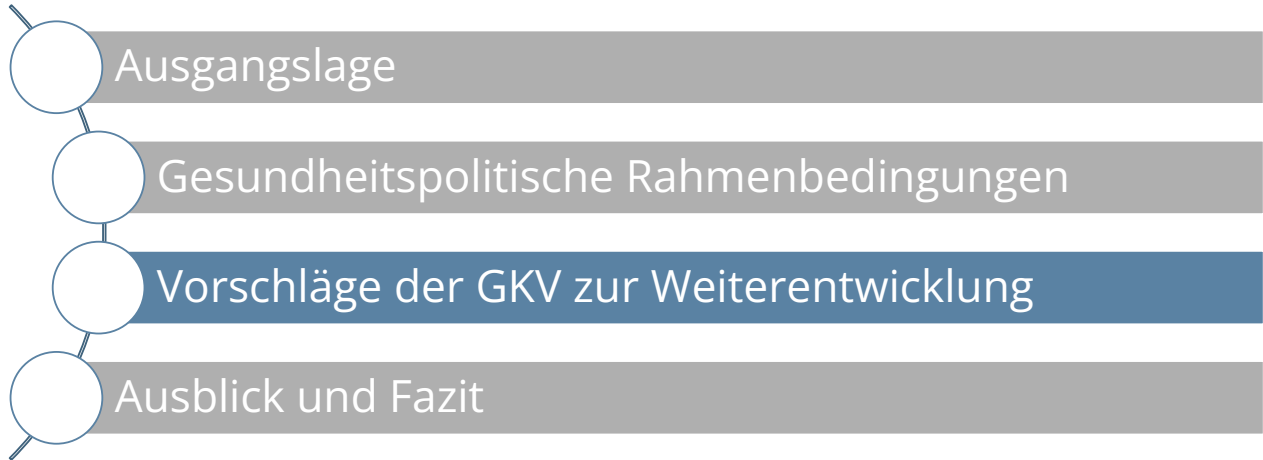 Ausgangslage
Gesundheitspolitische Rahmenbedingungen
Vorschläge der GKV zur Weiterentwicklung
Ausblick und Fazit